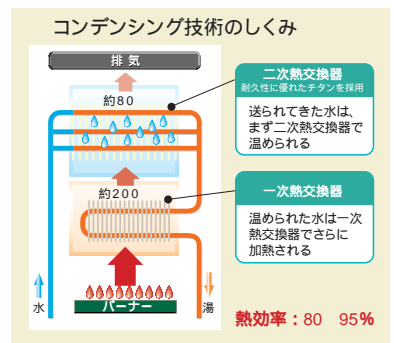 コンデンシング技術のしくみ
排気
約80
二次熱交換器
耐久性に優れたチタンを採用
送られてきた水は、
まず二次熱交換器で
温められる
約200
一次熱交換器
温められた水は一次
熱交換器でさらに
加熱される
水
バーナー
湯
熱効率：80　95%